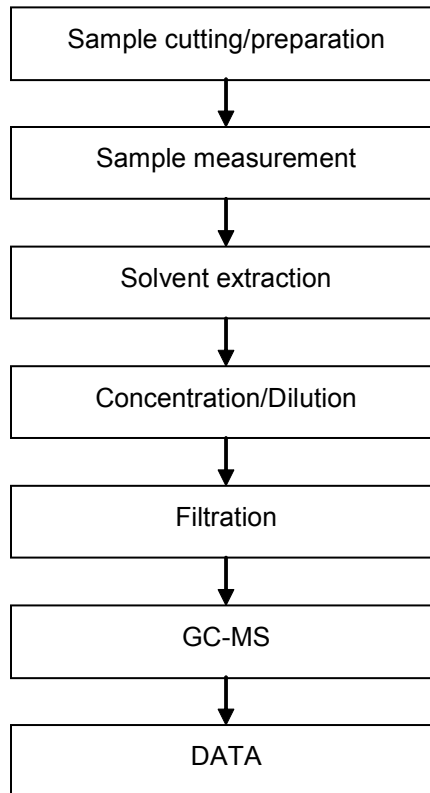 Sample cutting/preparation
Sample measurement
Solvent extraction
Concentration/Dilution
Filtration
GC-MS
DATA